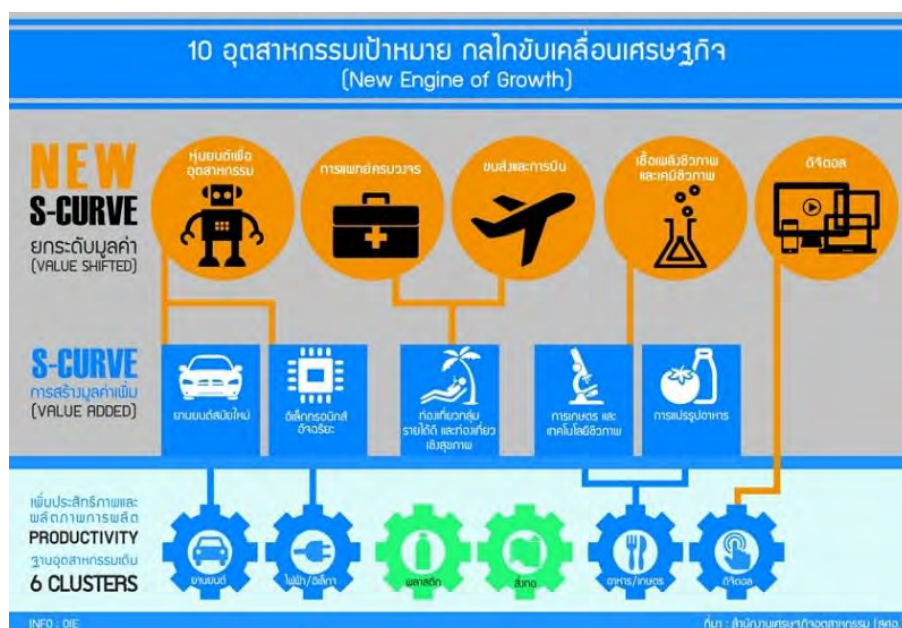 10 อุตสาหกรรมเป้าหมาย กลไกขับเคลื่อนเศรษฐกิจ
(New Engine of Growth)
NEW
S-CURVE
ยกระดับมูลค่า
(VALUE SHIFTED)
หุ่นยนต์เพื่อ
อุตสาหกรรม
การแพทย์ครบวงจร
ขนส่งและการบิน
เชื้อเพลิงชีวภาพ
และเคมีชีวภาพ
ดิจิตอล
S-CURVE
การสร้างมูลค่าเพิ่ม
(VALUE ADDED)
ยานยนต์สมัยใหม่
อิเล็กทรอนิกส์
อัจฉริยะ
ท่องเที่ยวกลุ่ม
รายได้ดี และท่องเที่ยว
เชิงสุขภาพ
การเกษตร และ
เทคโนโลยีชีวภาพ
การแปรรูปอาหาร
เพิ่มประสิทธิภาพและ
ผลิตภาพการผลิต
PRODUCTIVITY
ฐานอุตสาหกรรมเดิม
6 CLUSTERS
ยานยนต์
ไฟฟ้า/อิเล็กฯ
พลาสติก
สิ่งทอ
อาหาร/เกษตร
ดิจิตอล
INFO : OIE
ที่มา : สำนักงานเศรษฐกิจอุตสาหกรรม (สศอ.)